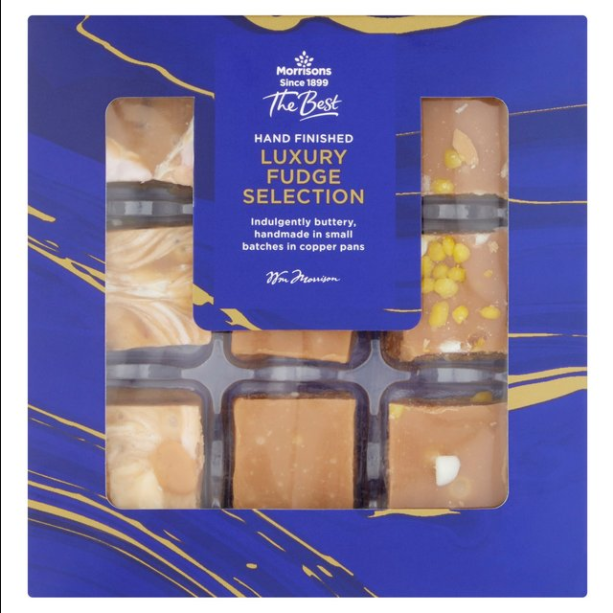 Morrisons
Since 1899
The Best
HAND FINISHED
LUXURY
FUDGE
SELECTION
Indulgently buttery,
handmade in small
batches in copper pans
Wm Morrison